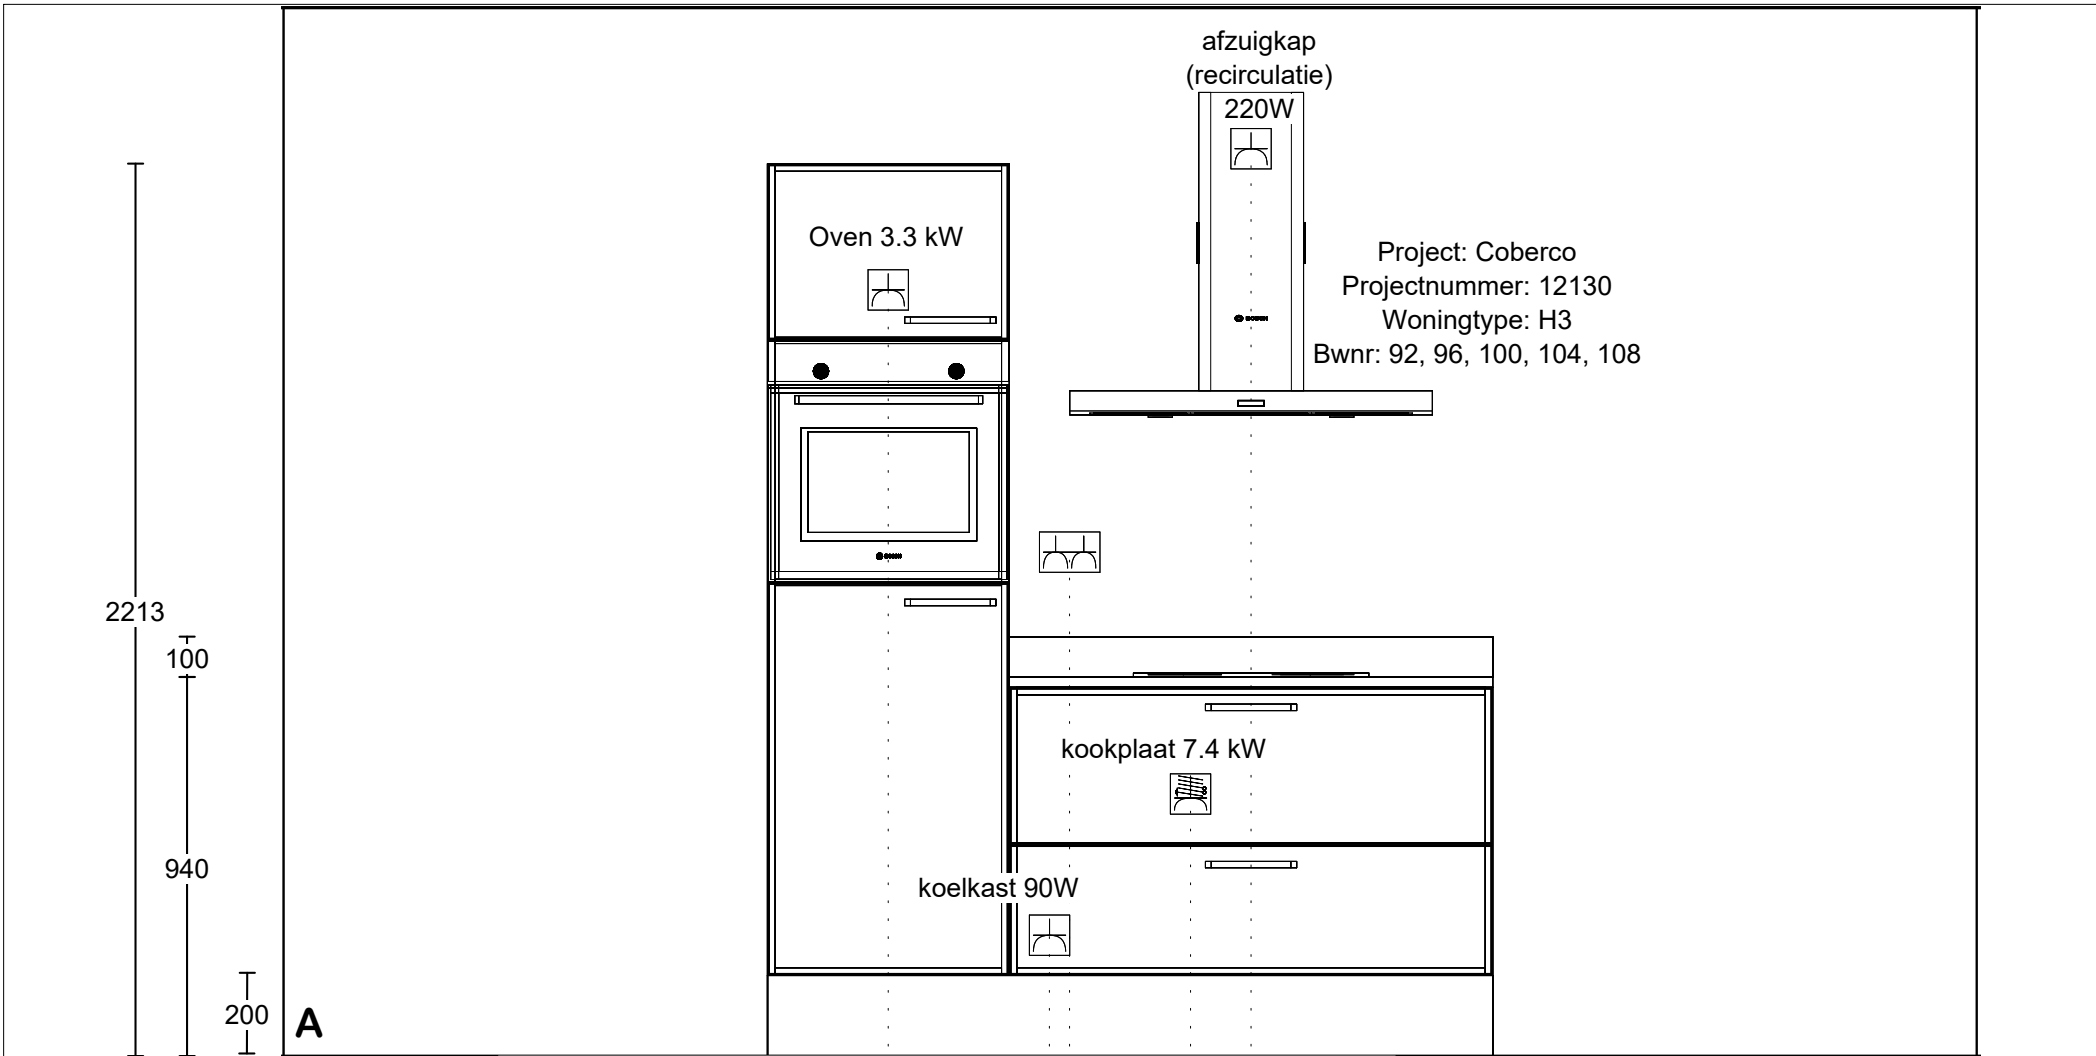 afzuigkap
(recirculatie)
220W
Oven 3.3 kW
Project: Coberco
Projectnummer: 12130
Woningtype: H3
Bwnr: 92, 96, 100, 104, 108
2213
100
kookplaat 7.4 kW
940
koelkast 90W
200
A